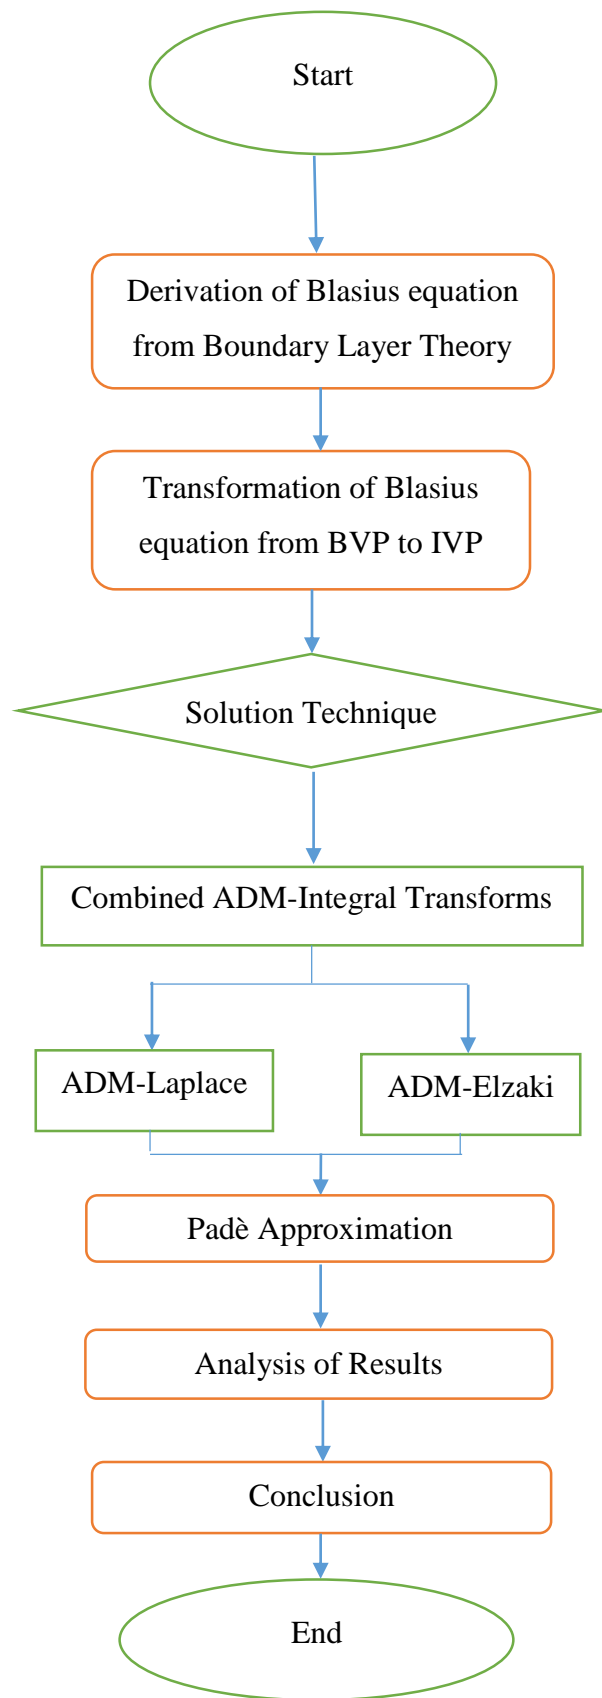 Start
Derivation of Blasius equation
from Boundary Layer Theory
Transformation of Blasius
equation from BVP to IVP
Solution Technique
Combined ADM-Integral Transforms
ADM-Laplace
ADM-Elzaki
Padè Approximation
Analysis of Results
Conclusion
End